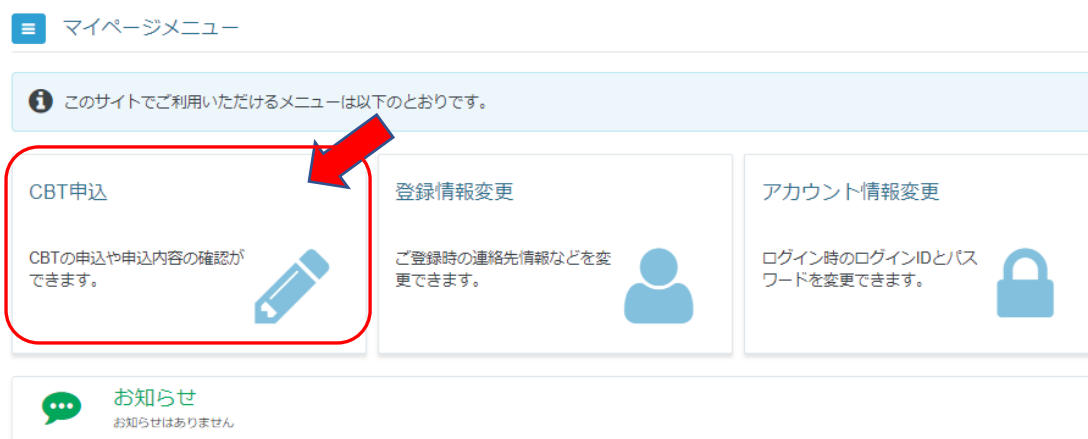 マイページメニュー
このサイトでご利用いただけるメニューは以下のとおりです。
CBT申込
CBTの申込や申込内容の確認が
できます。
登録情報変更
ご登録時の連絡先情報などを変
更できます。
アカウント情報変更
ログイン時のログインIDとパス
ワードを変更できます。
お知らせ
お知らせはありません